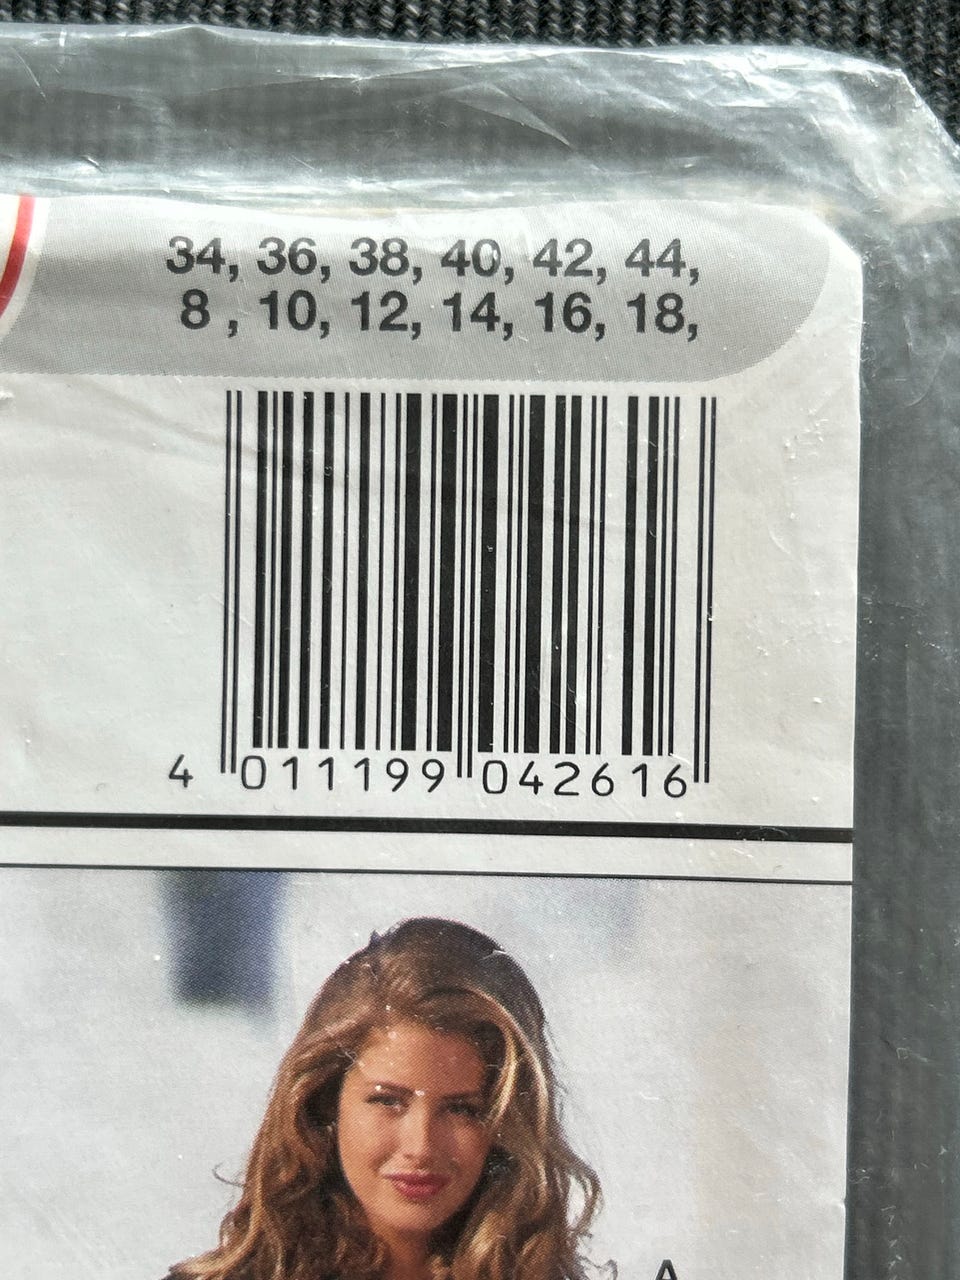 34, 36, 38, 40, 42, 44,
8 , 10, 12, 14, 16, 18,
4 011199 042616
A